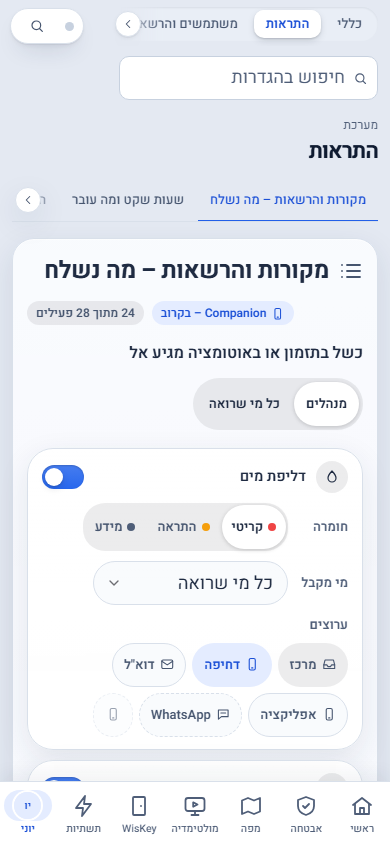 כללי התראות משתמשים והרשא
חיפוש בהגדרות
מערכת
התראות
מקורות והרשאות – מה נשלח שעות שקט ומה עובר
מקורות והרשאות – מה נשלח
Companion – בקרוב 24 מתוך 28 פעילים
כשל בתזמון או באוטומציה מגיע אל
מנהלים כל מי שרואה
דליפת מים
חומרה קריטי התראה מידע
מי מקבל כל מי שרואה
ערוצים
מרכז דחיפה דוא"ל
אפליקציה WhatsApp
ראשי אבטחה מפה מולטימדיה WisKey תשתיות יו יוני